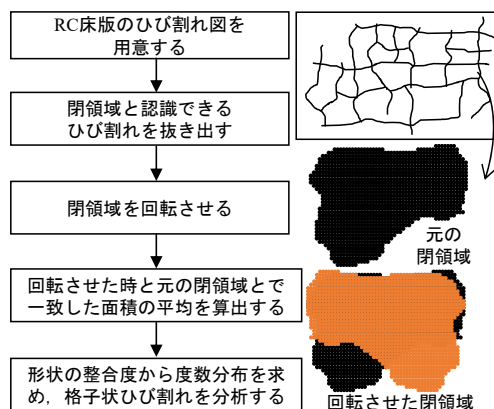 RC床版のひび割れ図を
用意する
閉領域と認識できる
ひび割れを抜き出す
閉領域を回転させる
回転させた時と元の閉領域とで
一致した面積の平均を算出する
形状の整合度から度数分布を求
め，格子状ひび割れを分析する
元の
閉領域
回転させた閉領域